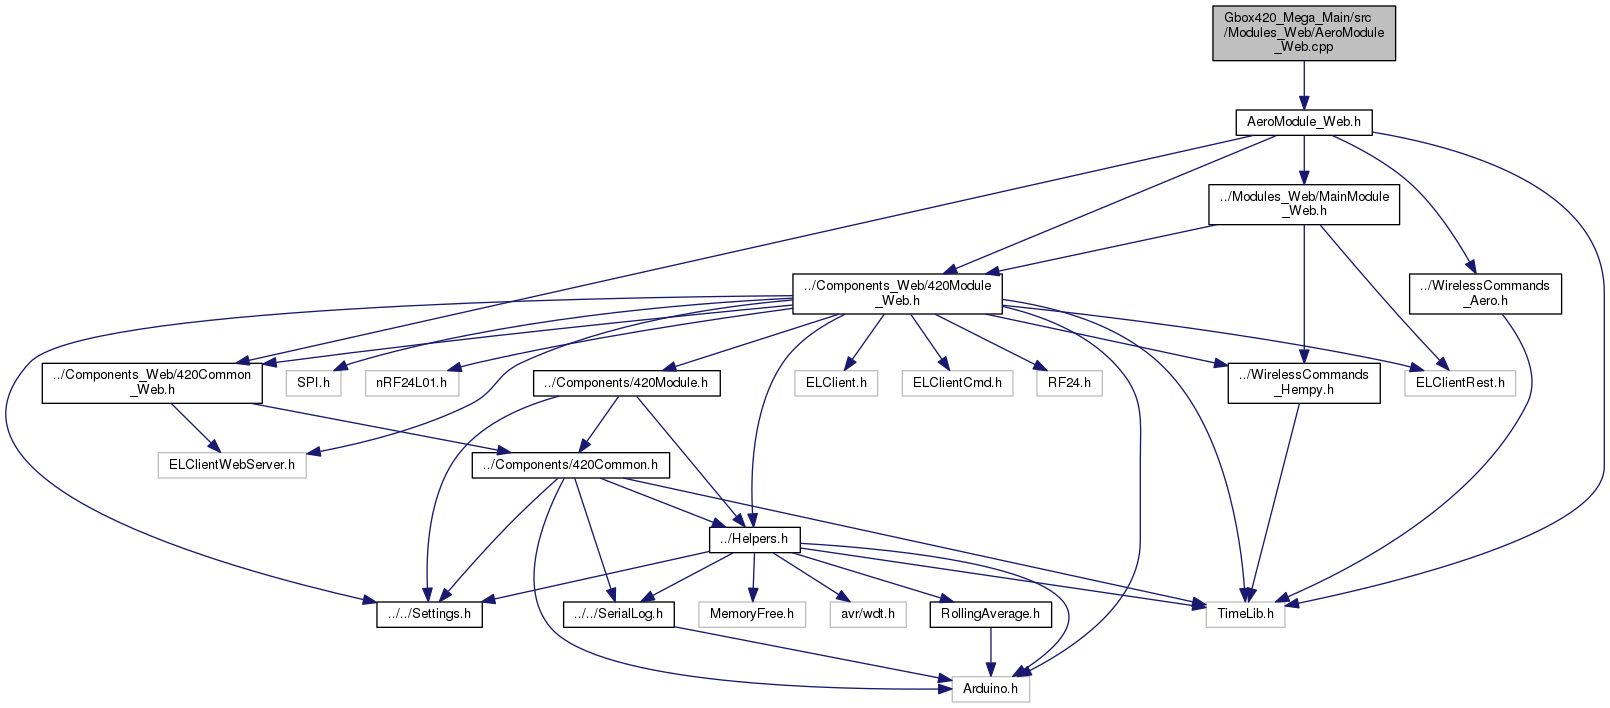 Gbox420_Mega_Main/src
/Modules_Web/AeroModule
_Web.cpp
AeroModule_Web.h
../Modules_Web/MainModule
_Web.h
../Components_Web/420Module
_Web.h
../WirelessCommands
_Aero.h
../Components_Web/420Common
_Web.h
SPI.h
nRF24L01.h
../Components/420Module.h
ELClient.h
ELClientCmd.h
RF24.h
../WirelessCommands
_Hempy.h
ELClientRest.h
ELClientWebServer.h
../Components/420Common.h
../Helpers.h
../../Settings.h
../../SerialLog.h
MemoryFree.h
avr/wdt.h
RollingAverage.h
TimeLib.h
Arduino.h